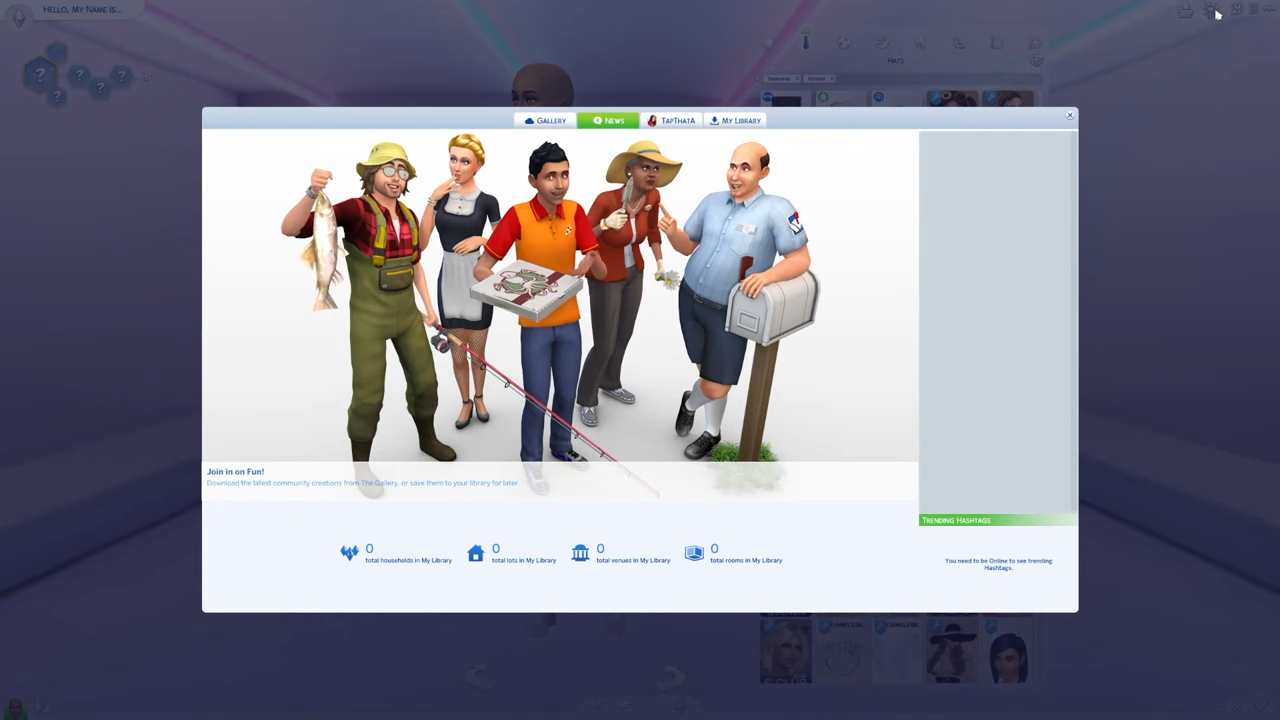 HELLO, MY NAME IS...
HATS
GALLERY
NEWS
TAPTHATA
MY LIBRARY
Join in on Fun!
Download the latest community creations from The Gallery, or save them to your library for later.
0
total households in My Library
0
total lots in My Library
0
total venues in My Library
0
total rooms in My Library
TRENDING HASHTAGS
You need to be Online to see trending
Hashtags.